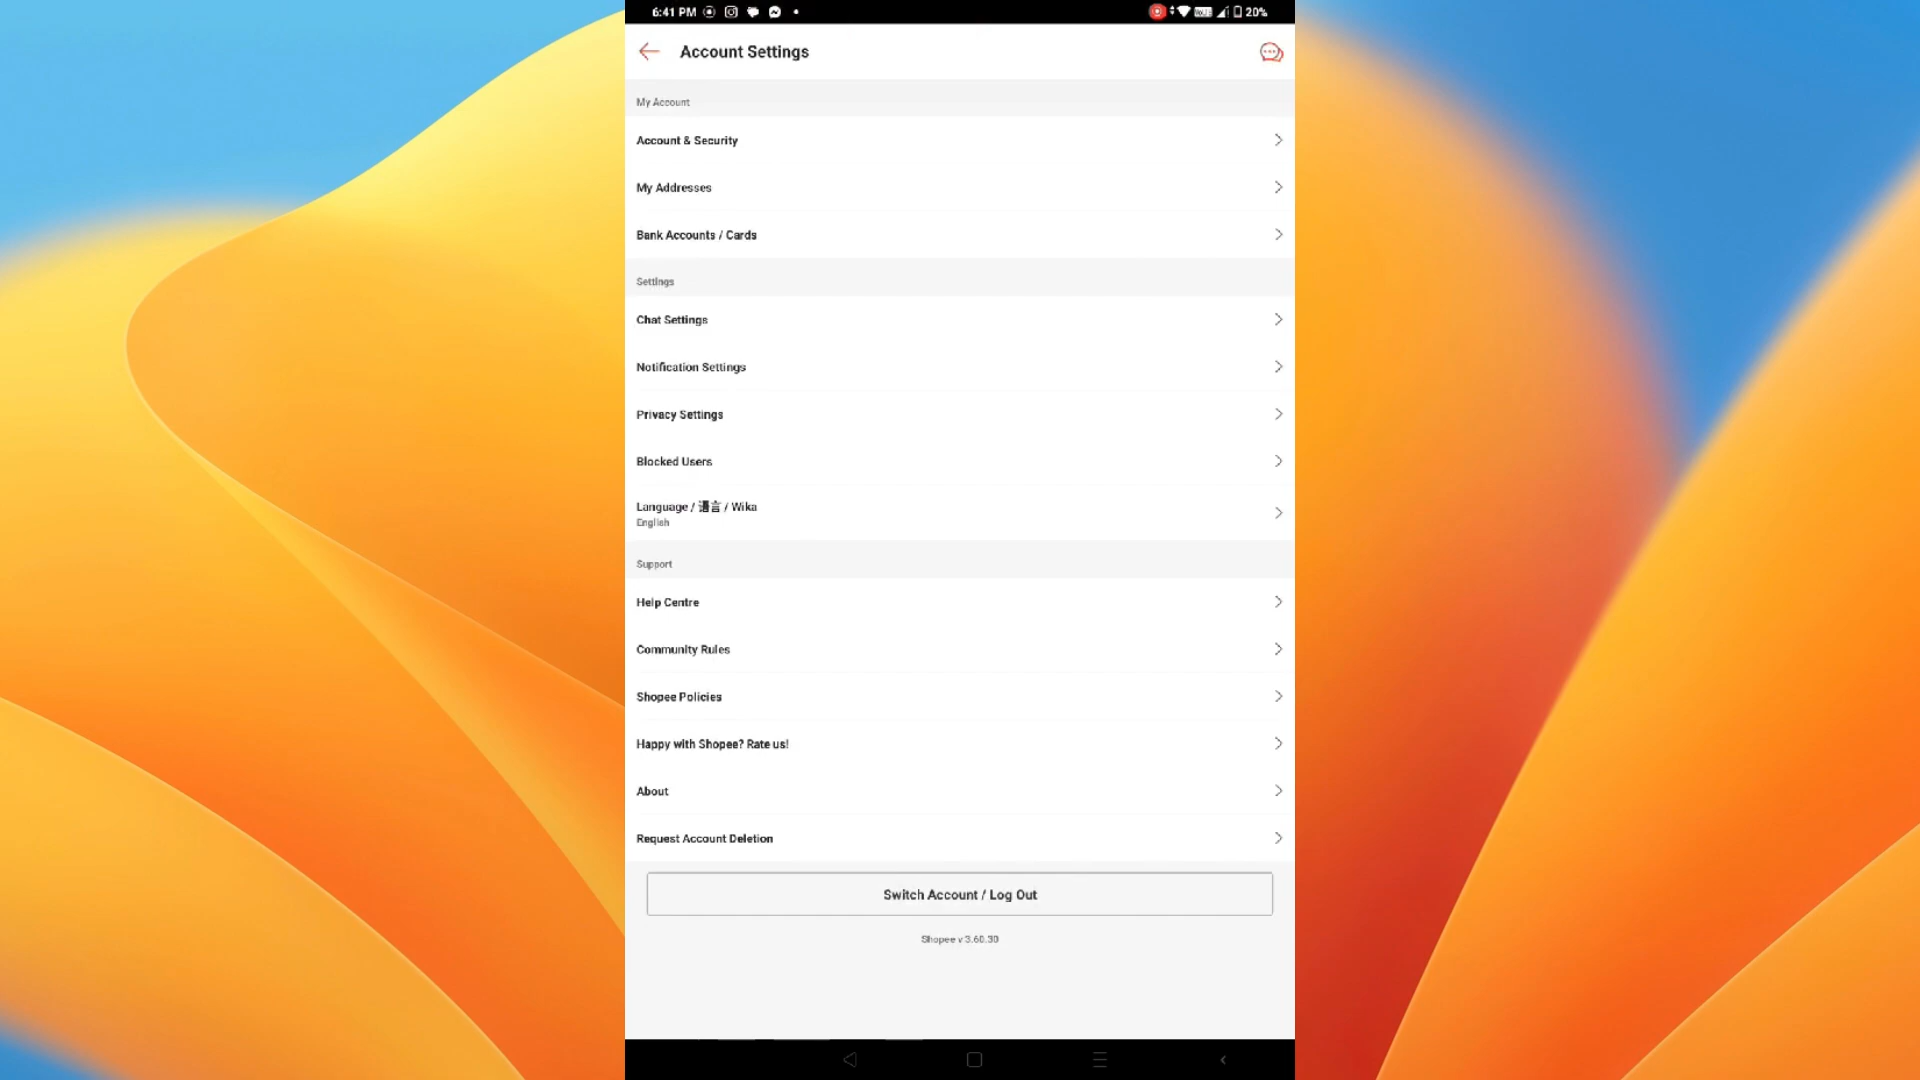 6:41 PM 20%
Account Settings
My Account
Account & Security
My Addresses
Bank Accounts / Cards
Settings
Chat Settings
Notification Settings
Privacy Settings
Blocked Users
Language / 语言 / Wika
English
Support
Help Centre
Community Rules
Shopee Policies
Happy with Shopee? Rate us!
About
Request Account Deletion
Switch Account / Log Out
Shopee v 3.60.30